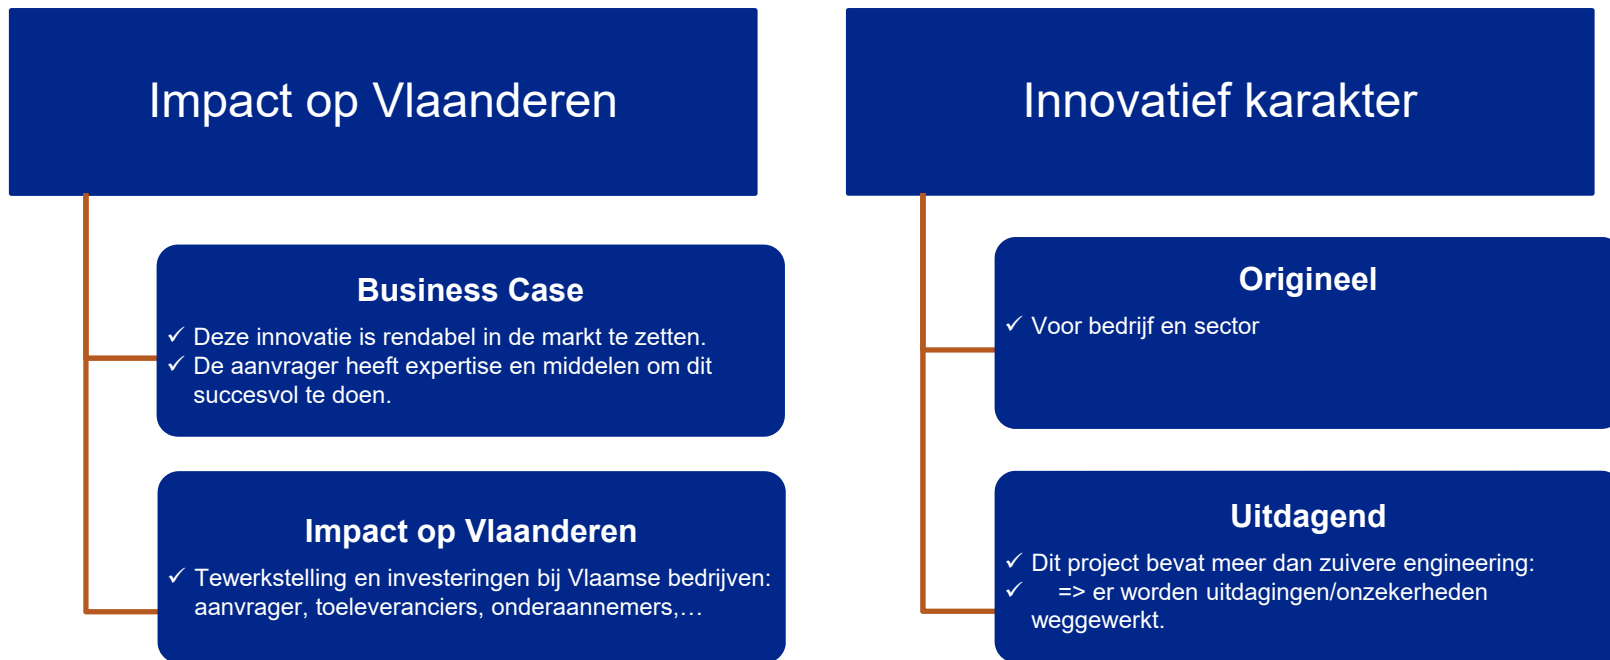 Impact op Vlaanderen
Business Case
✓ Deze innovatie is rendabel in de markt te zetten.
✓ De aanvrager heeft expertise en middelen om dit
succesvol te doen.
Impact op Vlaanderen
✓ Tewerkstelling en investeringen bij Vlaamse bedrijven:
aanvrager, toeleveranciers, onderaannemers,…
Innovatief karakter
Origineel
✓ Voor bedrijf en sector
Uitdagend
✓ Dit project bevat meer dan zuivere engineering:
✓ => er worden uitdagingen/onzekerheden
weggewerkt.